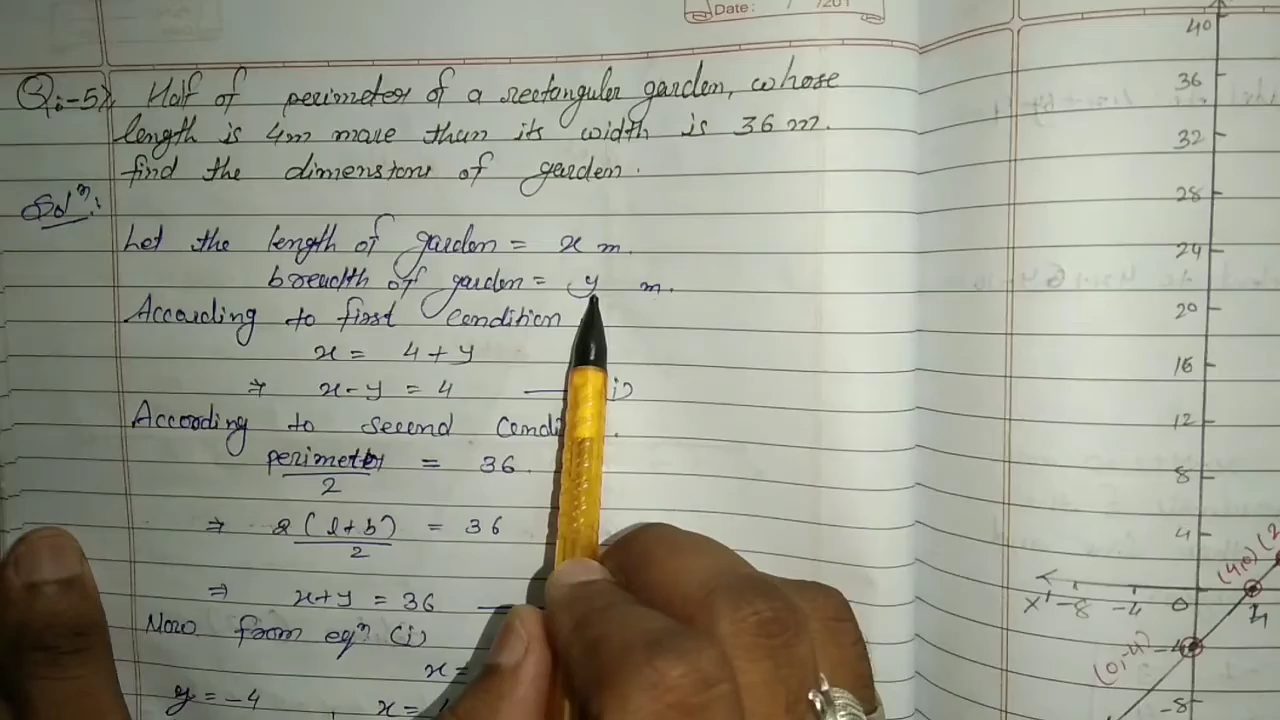 Date: / /201
Q:-5> Half of perimeter of a rectangular garden, whose
length is 4m more than its width is 36 m.
find the dimensions of garden.
Solⁿ:
Let the length of garden = x m.
breadth of garden = y m.
According to first condition
x = 4 + y
⇒ x - y = 4 — i)
According to second
perimeter/2 = 36
⇒ 2(l+b)/2 = 36
⇒ x + y = 36
Now from eqⁿ (i)
x =
y = -4
x =
40
36
32
28
24
20
16
12
8
4
X' -8 -4 0 4
(4,0)
(0,-4) -4
-8